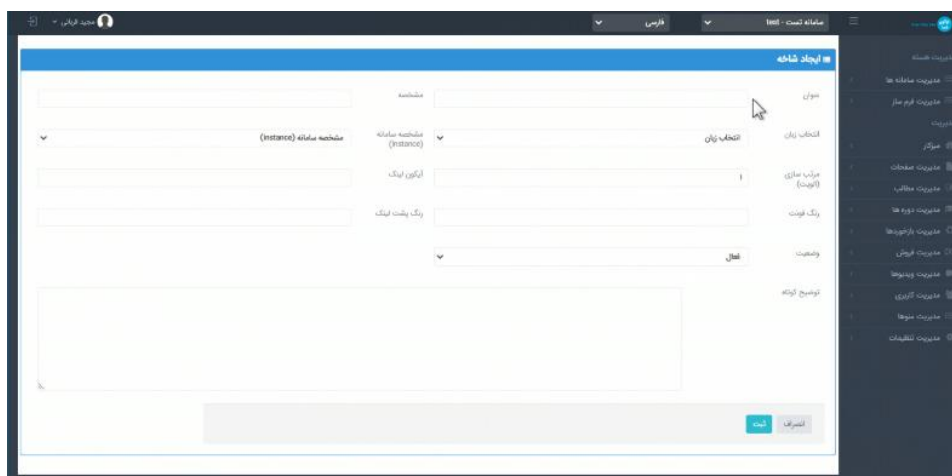 سامانه تست - test
فارسی
مجید قربانی
ایجاد شاخه
عنوان
مشخصه
انتخاب زبان
انتخاب زبان
مشخصه سامانه (Instance)
مشخصه سامانه (Instance)
مرتب سازی (الویت)
1
آیکون لینک
رنگ فونت
رنگ پشت لینک
وضعیت
فعال
توضیح کوتاه
انصراف
ثبت
مدیریت هسته
مدیریت سامانه ها
مدیریت فرم ساز
مدیریت
میزکار
مدیریت صفحات
مدیریت مطالب
مدیریت دوره ها
مدیریت بازخوردها
مدیریت فروش
مدیریت ویدیوها
مدیریت کاربری
مدیریت منوها
مدیریت تنظیمات